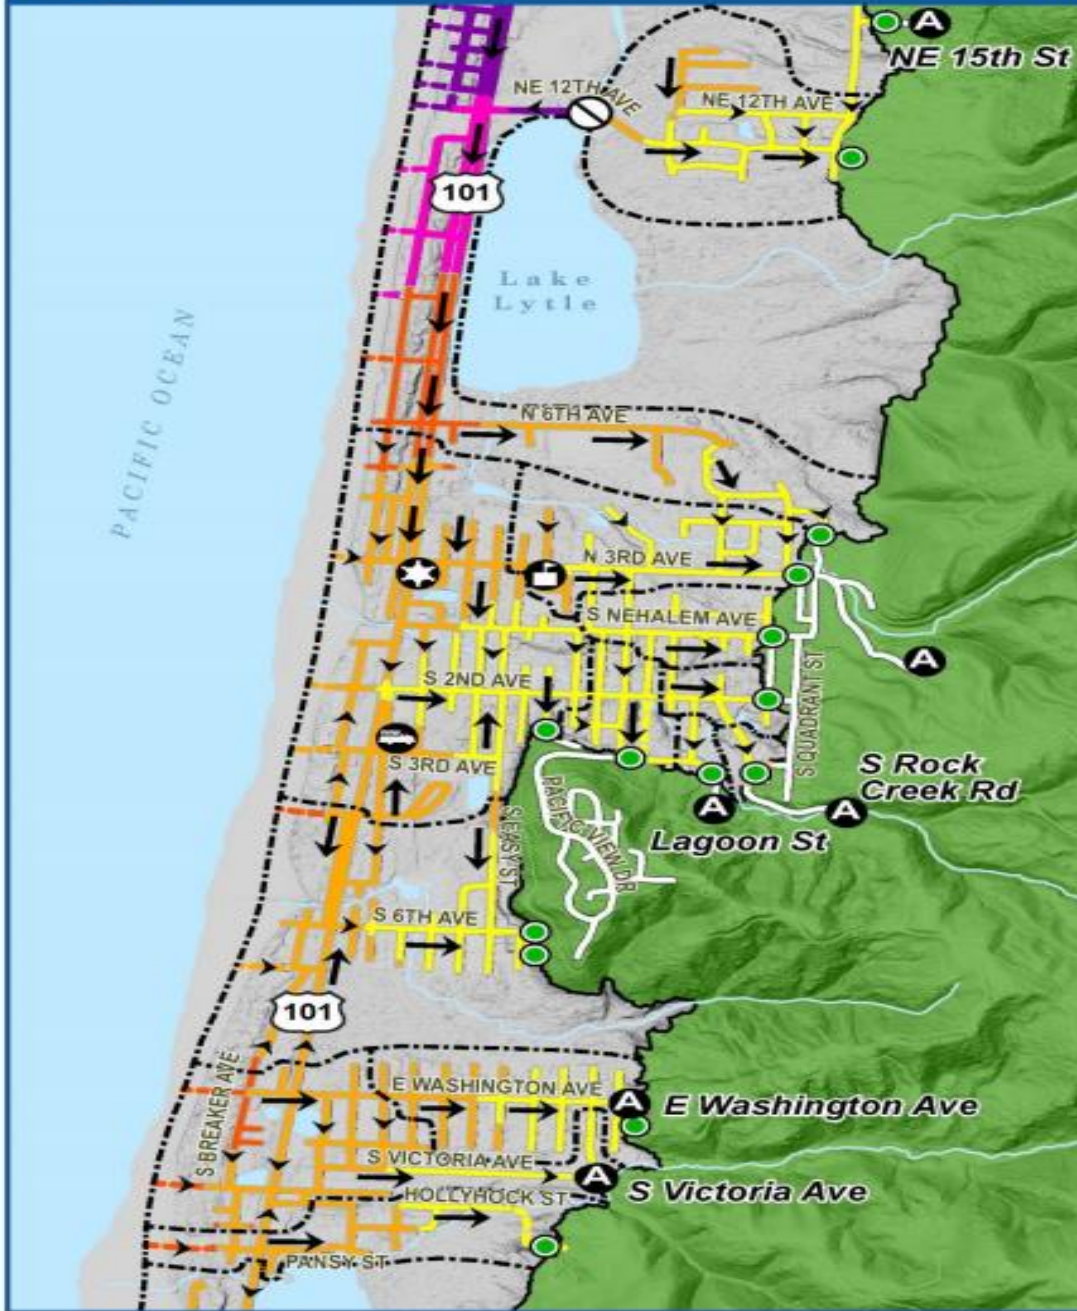 A
NE 15th St
NE 12TH AVE
NE 12TH AVE
101
Lake
Lytle
PACIFIC OCEAN
N 6TH AVE
N 3RD AVE
S NEHALEM AVE
A
S 2ND AVE
S QUADRANT ST
S 3RD AVE
S Rock
Creek Rd
A
A
Lagoon St
PACIFIC VIEW DR
S EASY ST
S 6TH AVE
101
S BREAKER AVE
E WASHINGTON AVE
A
E Washington Ave
S VICTORIA AVE
A
S Victoria Ave
HOLLYHOCK ST
PANSY ST